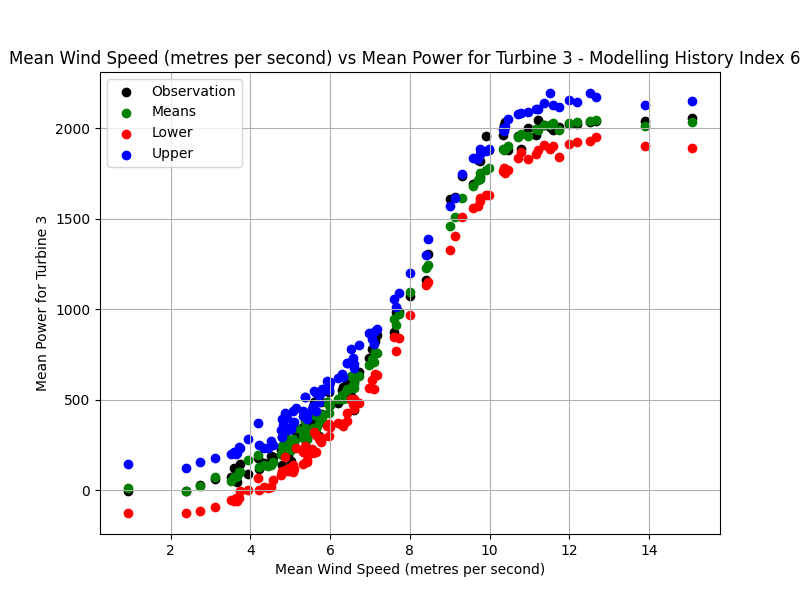 Mean Wind Speed (metres per second) vs Mean Power for Turbine 3 - Modelling History Index 6
Observation
Means
Lower
Upper
2000
1500
1000
500
0
Mean Power for Turbine 3
2 4 6 8 10 12 14
Mean Wind Speed (metres per second)